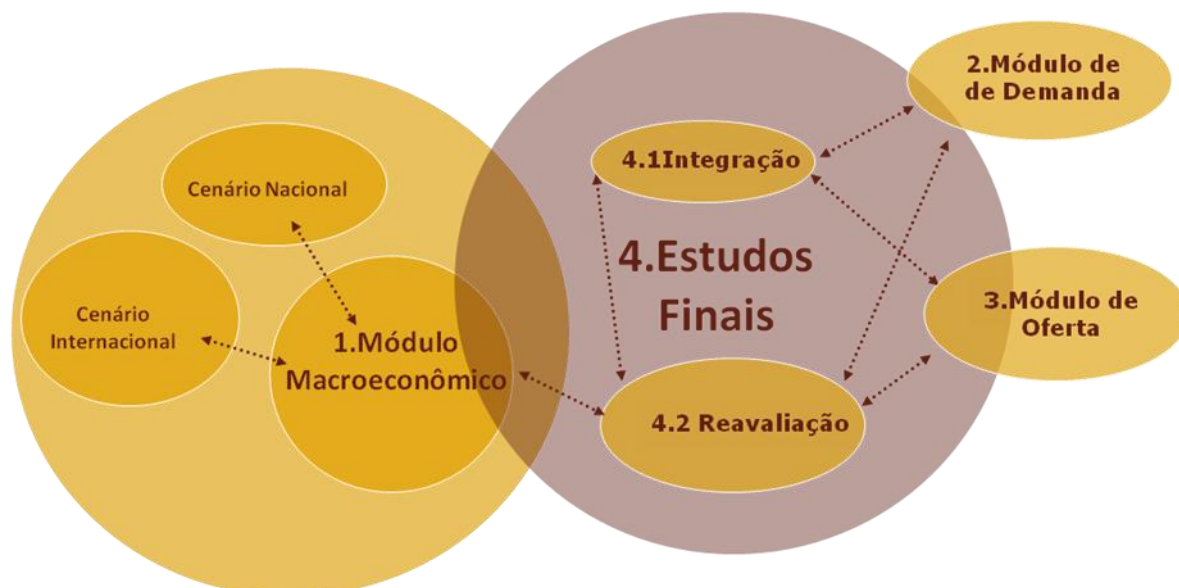 Cenário Nacional
Cenário
Internacional
1.Módulo
Macroeconômico
4.1Integração
4.Estudos
Finais
4.2 Reavaliação
2.Módulo de
de Demanda
3.Módulo de
Oferta